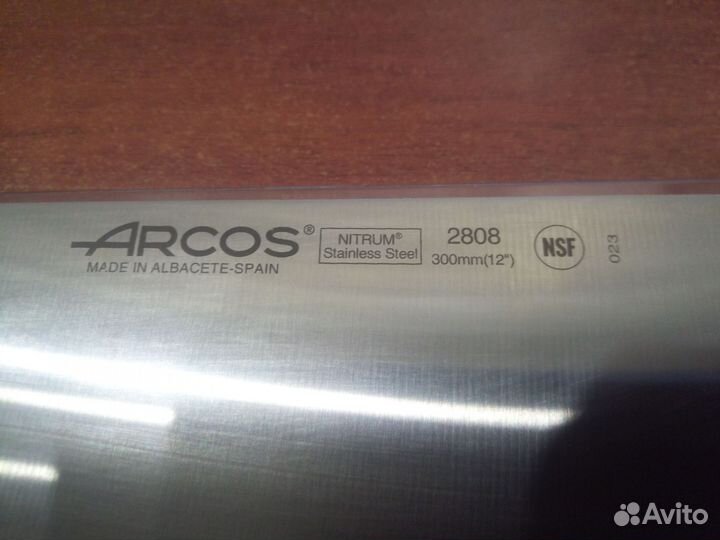 ARCOS®
MADE IN ALBACETE-SPAIN
NITRUM®
Stainless Steel
2808
300mm(12")
NSF
023
Avito